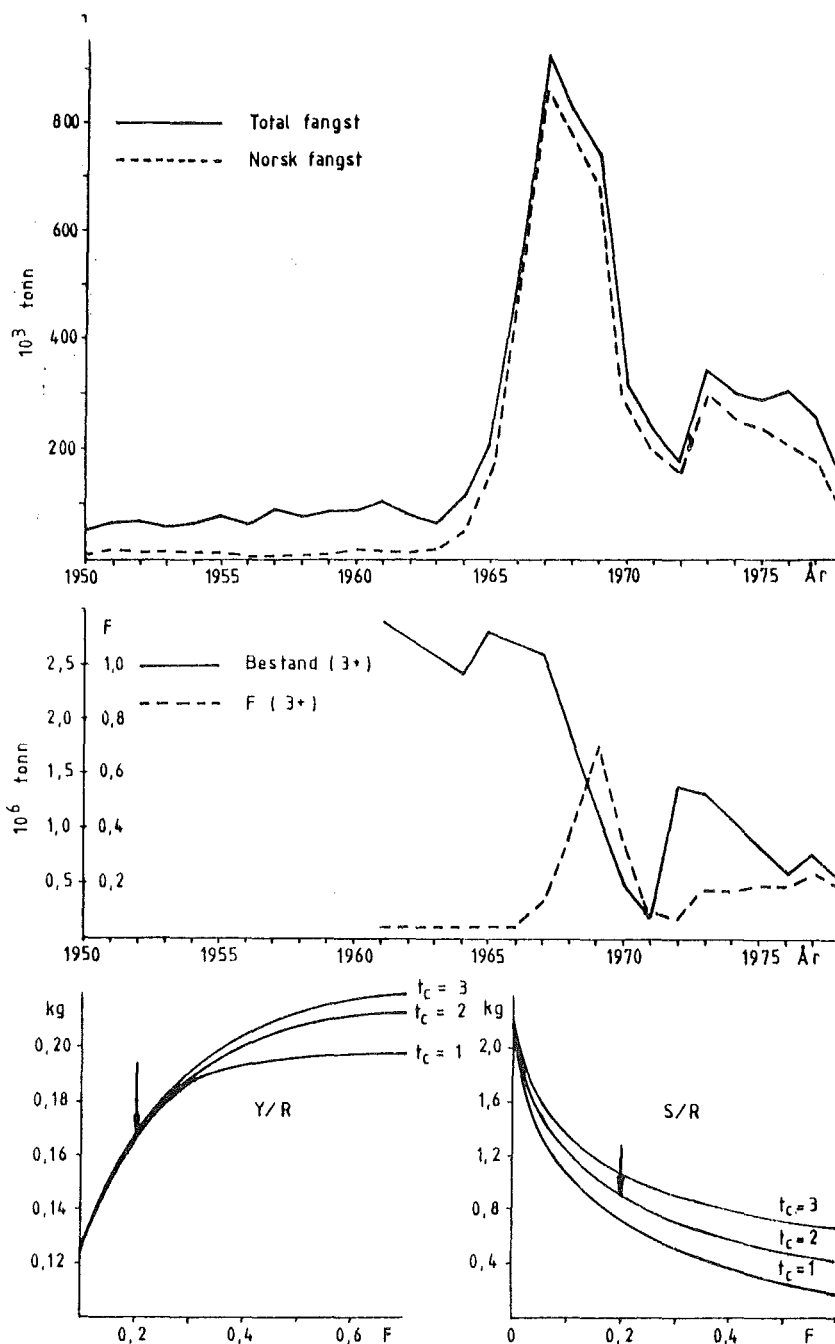 Total fangst
Norsk fangst
800
600
400
200
10³ tonn
1950 1955 1960 1965 1970 1975 År
F
Bestand (3+)
F (3+)
2,5 1,0
2,0 0,8
1,5 0,6
1,0 0,4
0,5 0,2
10⁶ tonn
1950 1955 1960 1965 1970 1975 År
kg
0,20
0,18
0,16
0,14
0,12
t_c = 3
t_c = 2
t_c = 1
Y/R
0,2 0,4 0,6 F
kg
2,0
1,6
1,2
0,8
0,4
S/R
t_c=3
t_c=2
t_c=1
0 0,2 0,4 F